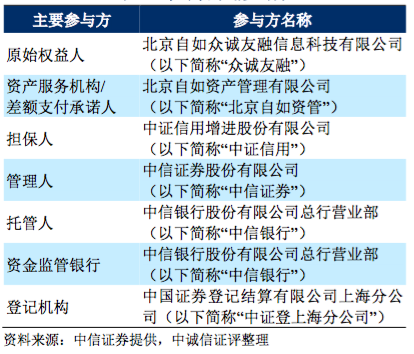 主要参与方 参与方名称
原始权益人 北京自如众诚友融信息科技有限公司
（以下简称“众诚友融”）
资产服务机构/ 北京自如资产管理有限公司
差额支付承诺人 （以下简称“北京自如资管”）
担保人 中证信用增进股份有限公司
（以下简称“中证信用”）
管理人 中信证券股份有限公司
（以下简称“中信证券”）
托管人 中信银行股份有限公司总行营业部
（以下简称“中信银行”）
资金监管银行 中信银行股份有限公司总行营业部
（以下简称“中信银行”）
登记机构 中国证券登记结算有限公司上海分公
司（以下简称“中证登上海分公司”）
资料来源：中信证券提供，中诚信证评整理